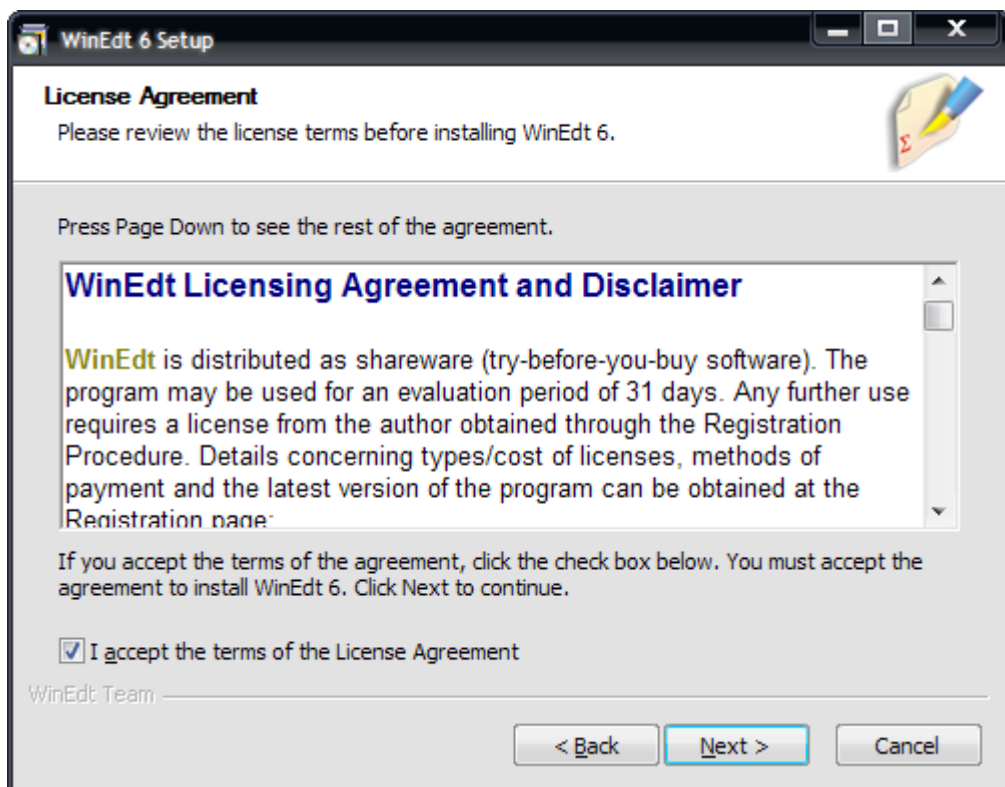 WinEdt 6 Setup
License Agreement
Please review the license terms before installing WinEdt 6.
Σ
Press Page Down to see the rest of the agreement.
WinEdt Licensing Agreement and Disclaimer
WinEdt is distributed as shareware (try-before-you-buy software). The
program may be used for an evaluation period of 31 days. Any further use
requires a license from the author obtained through the Registration
Procedure. Details concerning types/cost of licenses, methods of
payment and the latest version of the program can be obtained at the
Registration page:
If you accept the terms of the agreement, click the check box below. You must accept the
agreement to install WinEdt 6. Click Next to continue.
I accept the terms of the License Agreement
WinEdt Team
< Back Next > Cancel